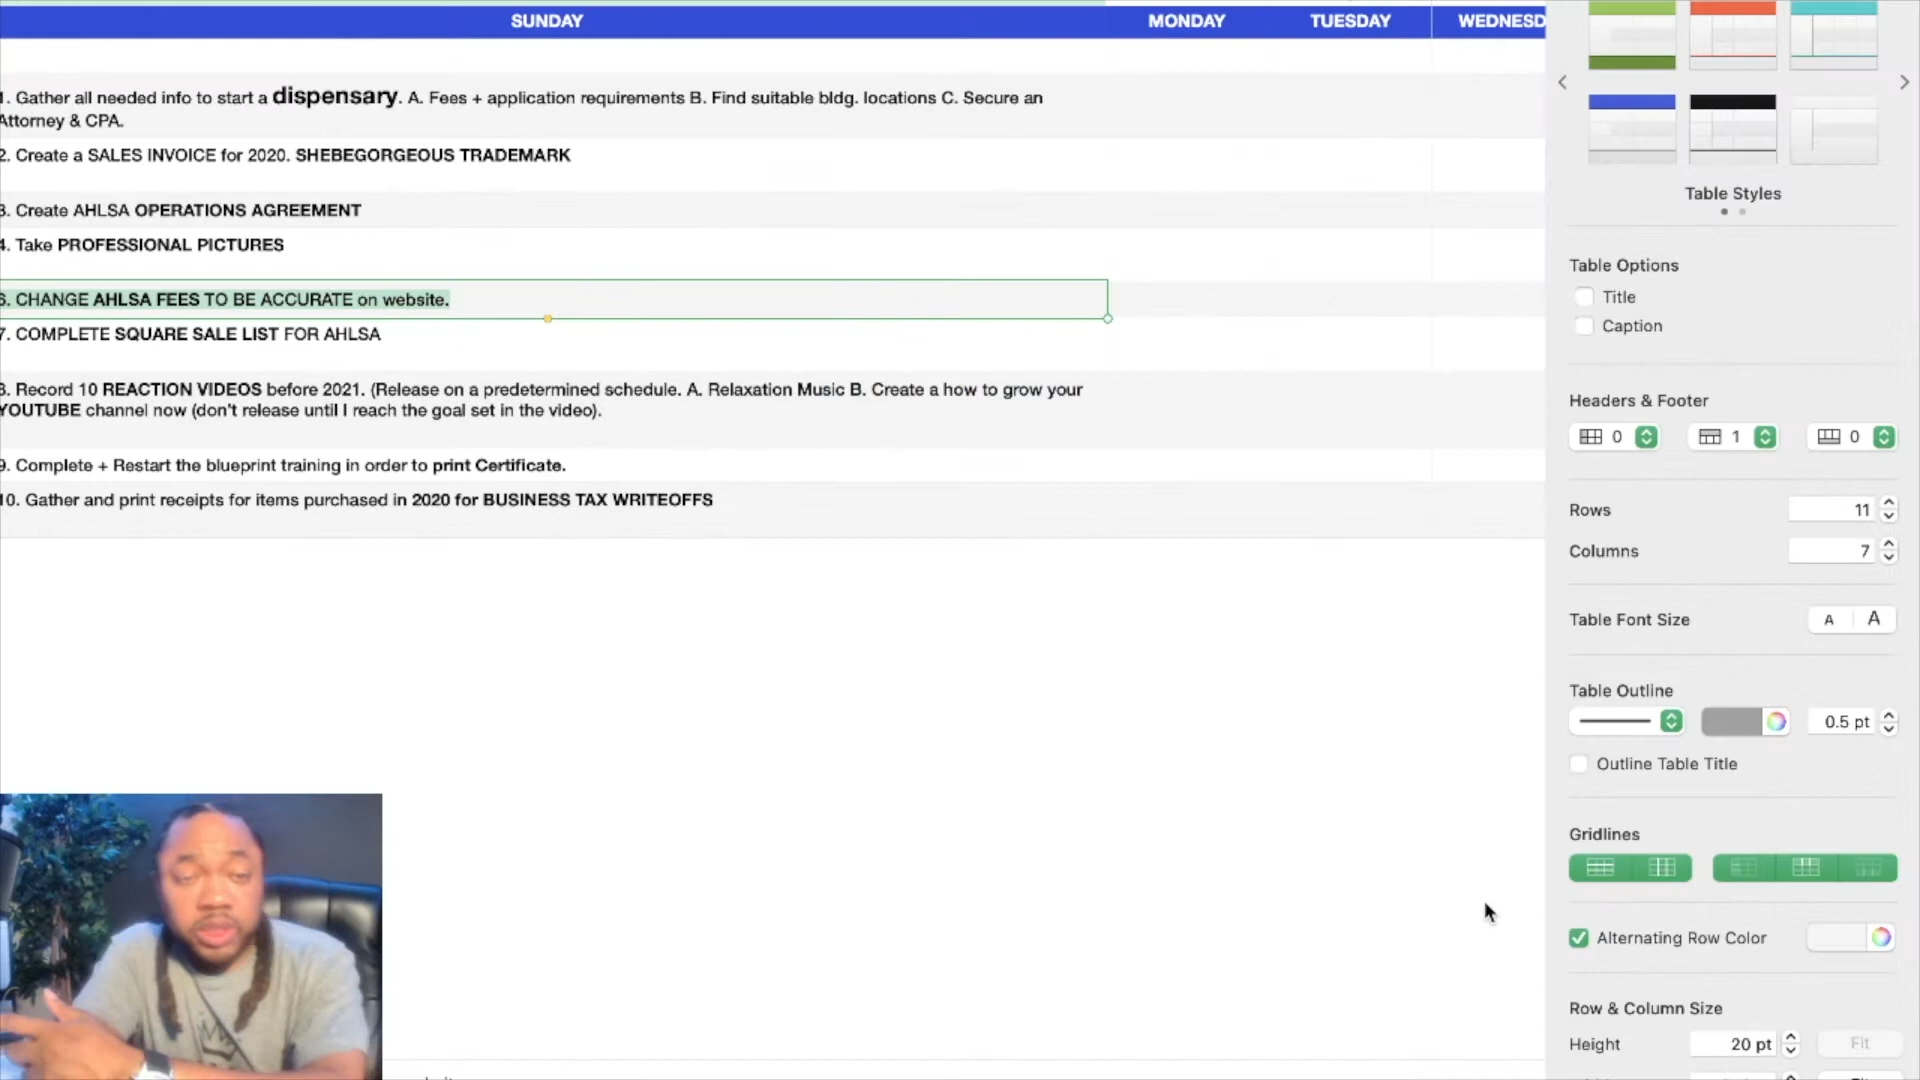 SUNDAY MONDAY TUESDAY WEDNESD
1. Gather all needed info to start a dispensary. A. Fees + application requirements B. Find suitable bldg. locations C. Secure an
Attorney & CPA.
2. Create a SALES INVOICE for 2020. SHEBEGORGEOUS TRADEMARK
3. Create AHLSA OPERATIONS AGREEMENT
4. Take PROFESSIONAL PICTURES
6. CHANGE AHLSA FEES TO BE ACCURATE on website.
7. COMPLETE SQUARE SALE LIST FOR AHLSA
8. Record 10 REACTION VIDEOS before 2021. (Release on a predetermined schedule. A. Relaxation Music B. Create a how to grow your
YOUTUBE channel now (don't release until I reach the goal set in the video).
9. Complete + Restart the blueprint training in order to print Certificate.
10. Gather and print receipts for items purchased in 2020 for BUSINESS TAX WRITEOFFS
Table Styles
Table Options
Title
Caption
Headers & Footer
0 1 0
Rows 11
Columns 7
Table Font Size A A
Table Outline
0.5 pt
Outline Table Title
Gridlines
Alternating Row Color
Row & Column Size
Height 20 pt Fit